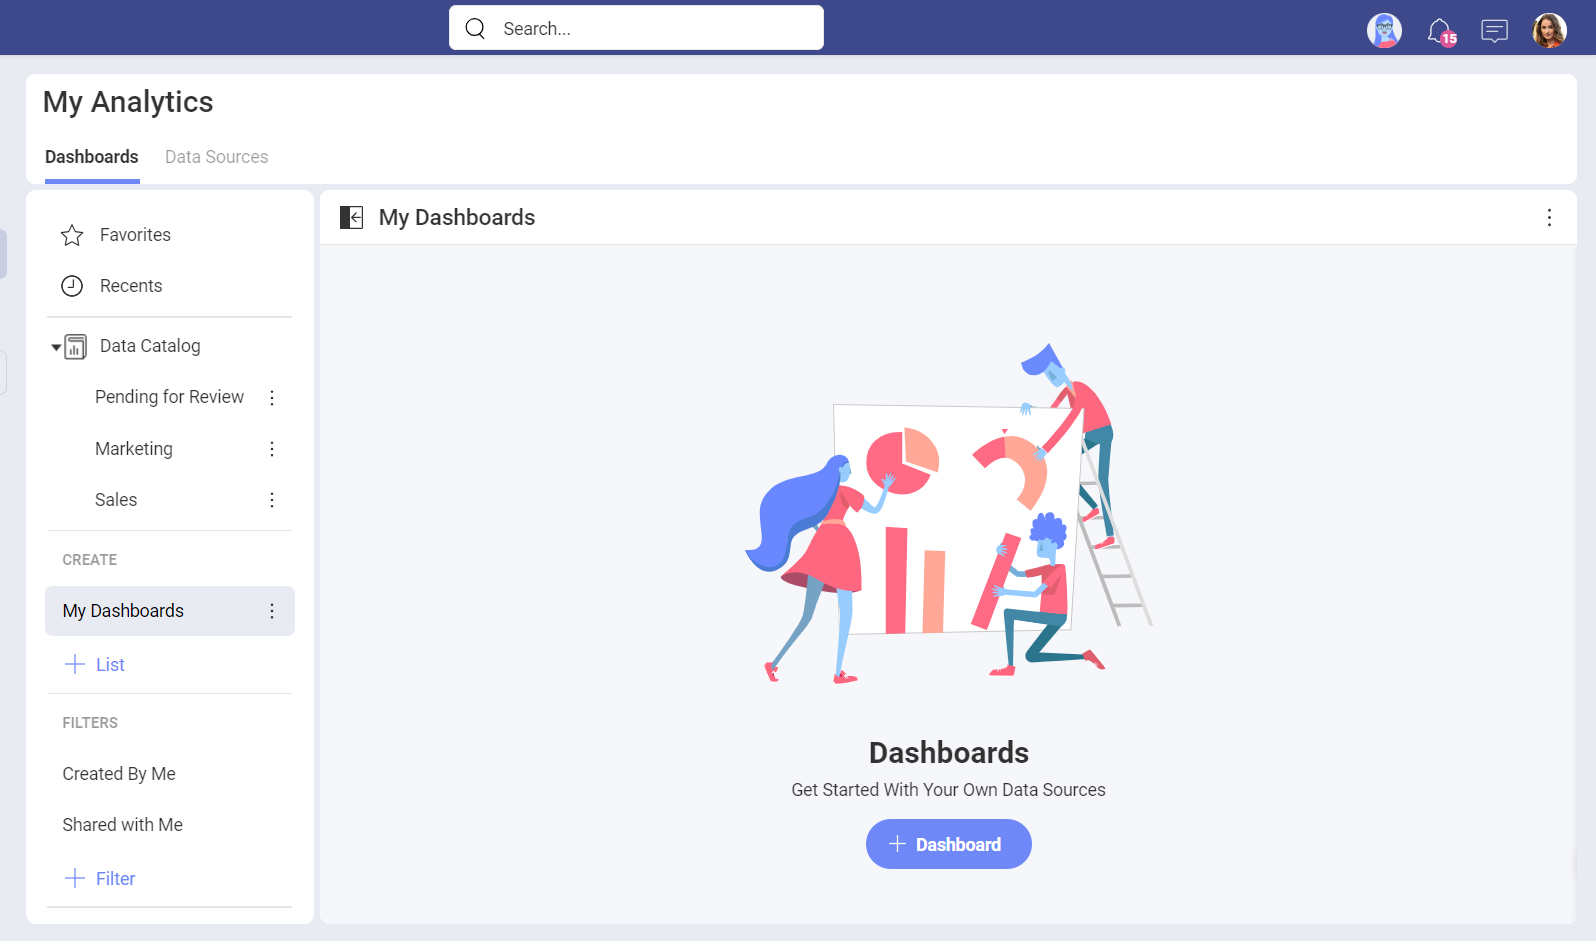 Search...
15
My Analytics
Dashboards
Data Sources
Favorites
Recents
Data Catalog
Pending for Review
Marketing
Sales
CREATE
My Dashboards
List
FILTERS
Created By Me
Shared with Me
Filter
My Dashboards
Dashboards
Get Started With Your Own Data Sources
Dashboard